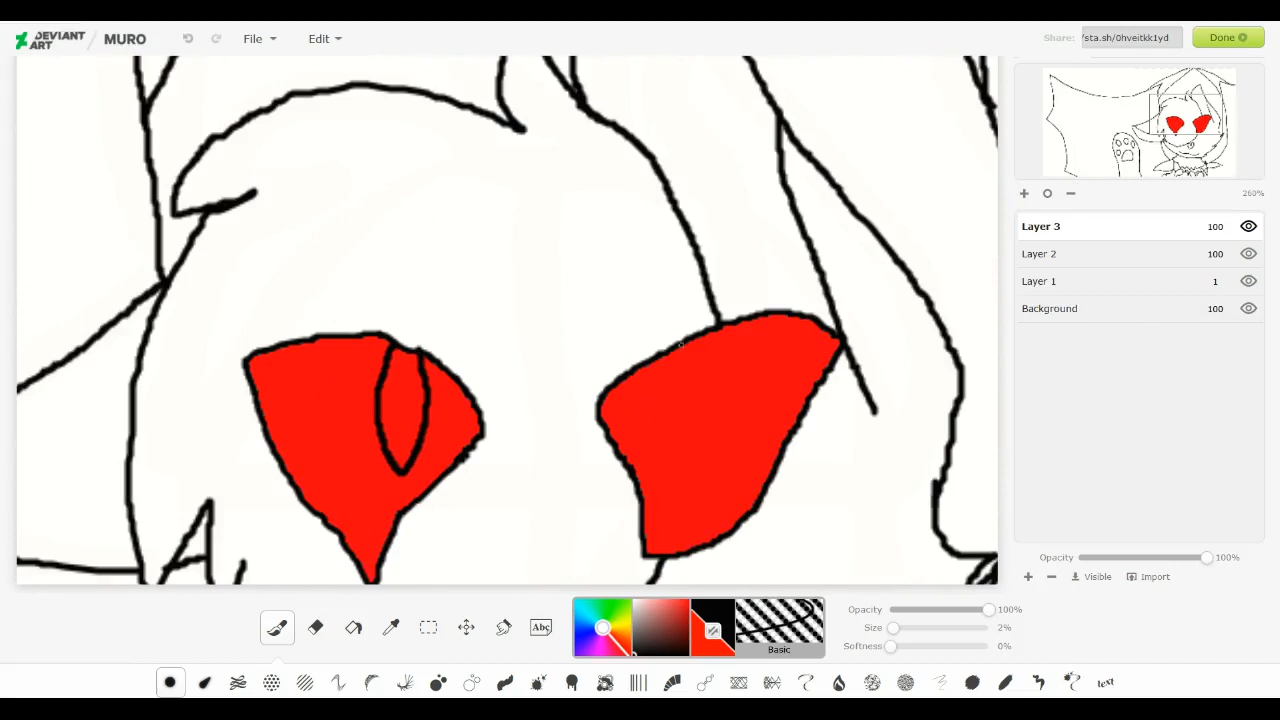 DEVIANT ART / MURO
File
Edit
Share: /sta.sh/0hveitkk1yd
Done
260%
Layer 3 100
Layer 2 100
Layer 1 1
Background 100
Opacity 100%
+ − Visible Import
Abc
Basic
Opacity 100%
Size 2%
Softness 0%
text